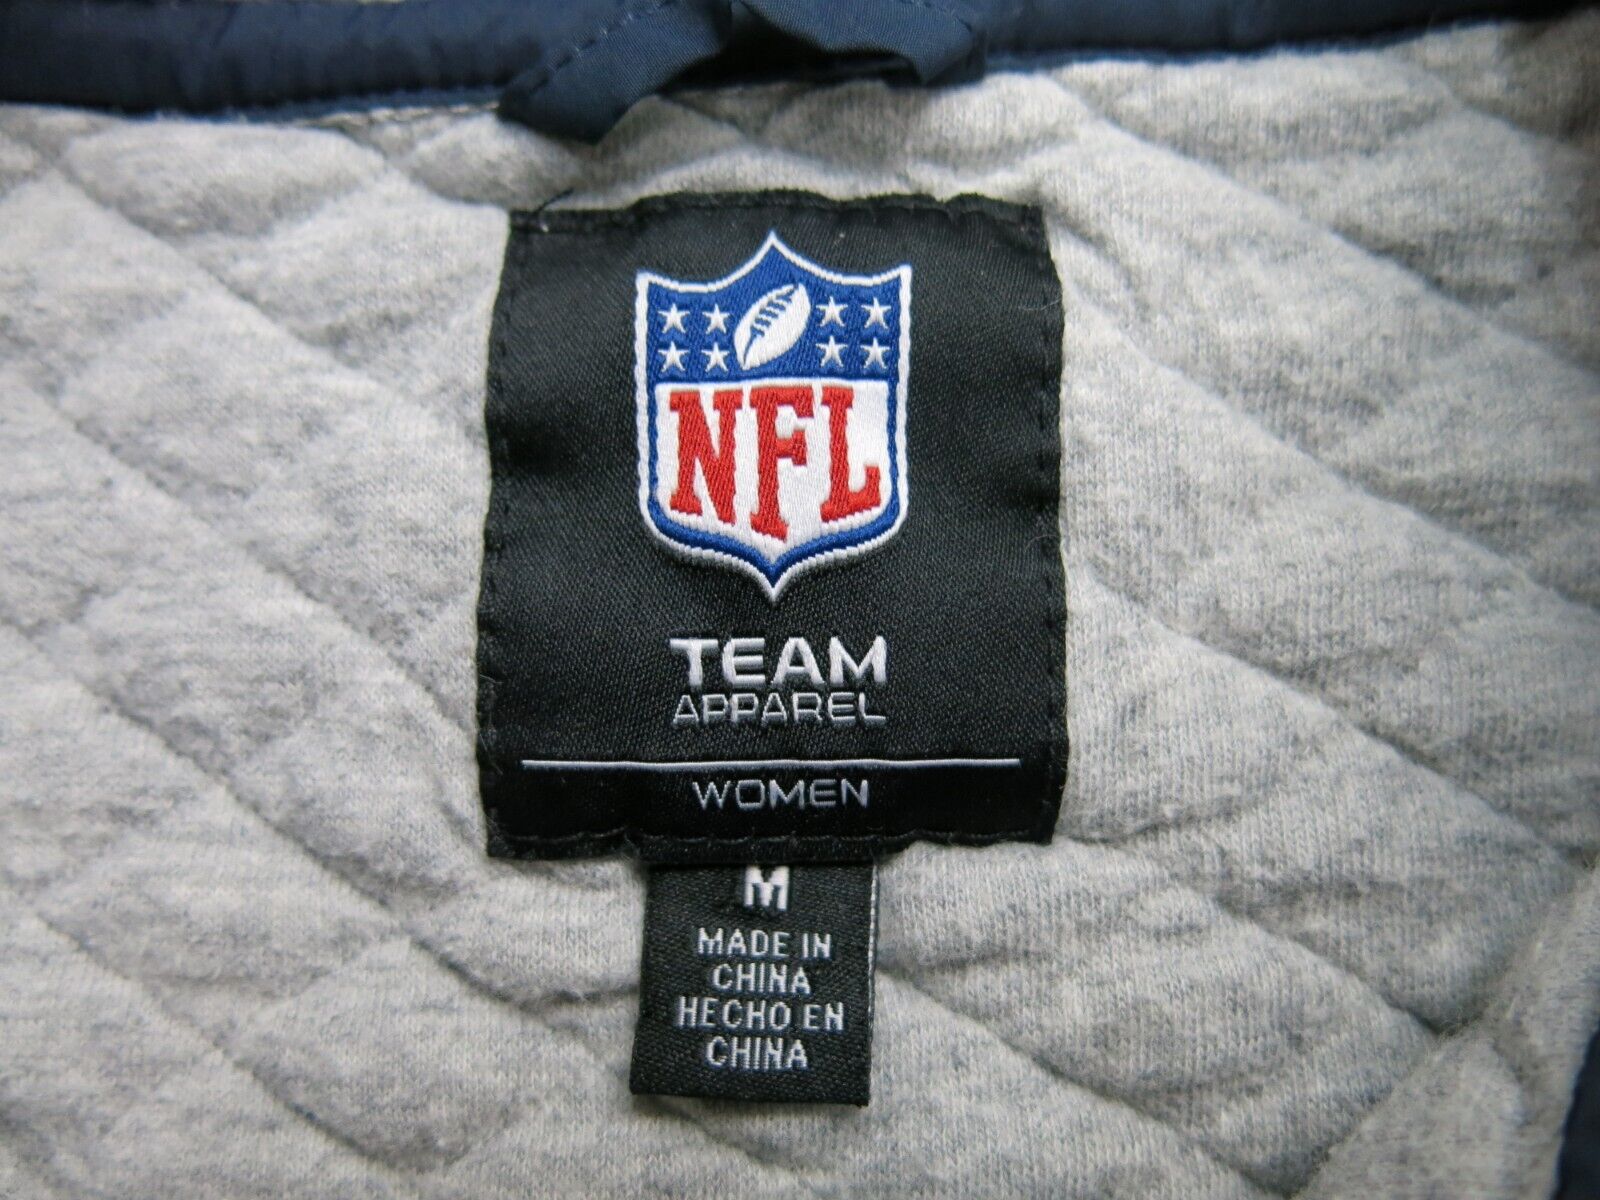 NFL
TEAM
APPAREL
WOMEN
M
MADE IN
CHINA
HECHO EN
CHINA